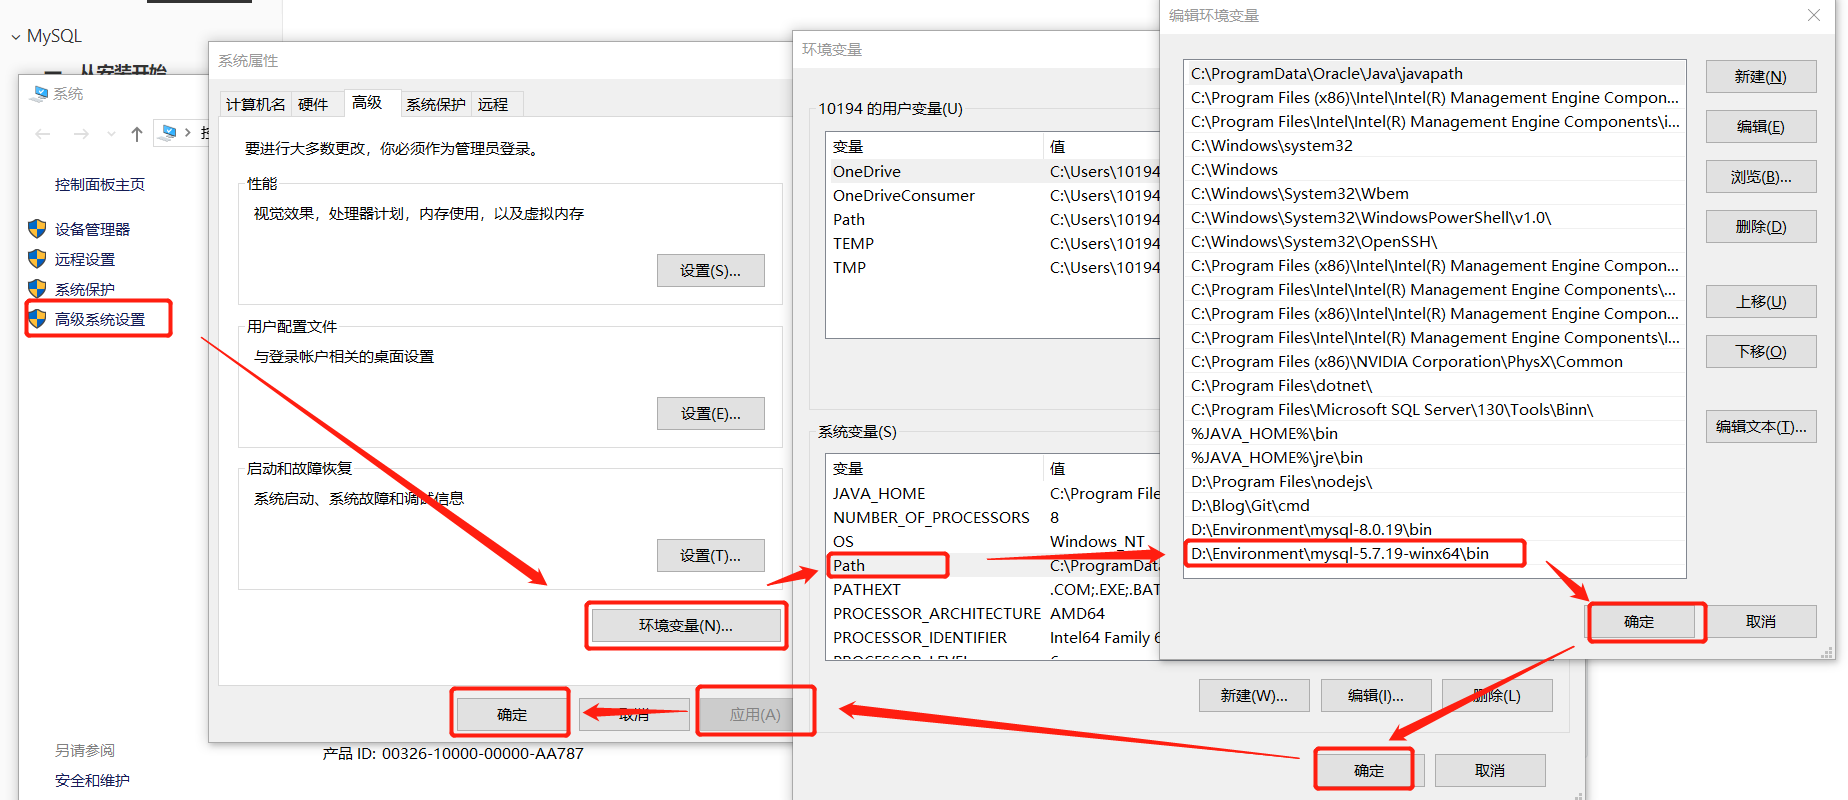 MySQL
从安装开始
系统
控制面板主页
设备管理器
远程设置
系统保护
高级系统设置
另请参阅
安全和维护
系统属性
计算机名
硬件
高级
系统保护
远程
要进行大多数更改，你必须作为管理员登录。
性能
视觉效果，处理器计划，内存使用，以及虚拟内存
设置(S)...
用户配置文件
与登录帐户相关的桌面设置
设置(E)...
启动和故障恢复
系统启动、系统故障和调试信息
设置(T)...
环境变量(N)...
确定
取消
应用(A)
产品 ID: 00326-10000-00000-AA787
环境变量
10194 的用户变量(U)
变量 值
OneDrive C:\Users\10194
OneDriveConsumer C:\Users\10194
Path C:\Users\10194
TEMP C:\Users\10194
TMP C:\Users\10194
系统变量(S)
变量 值
JAVA_HOME C:\Program File
NUMBER_OF_PROCESSORS 8
OS Windows_NT
Path C:\ProgramData
PATHEXT .COM;.EXE;.BAT
PROCESSOR_ARCHITECTURE AMD64
PROCESSOR_IDENTIFIER Intel64 Family 6
PROCESSOR_LEVEL 6
新建(W)...
编辑(I)...
删除(L)
确定
取消
编辑环境变量
C:\ProgramData\Oracle\Java\javapath
C:\Program Files (x86)\Intel\Intel(R) Management Engine Compon...
C:\Program Files\Intel\Intel(R) Management Engine Components\i...
C:\Windows\system32
C:\Windows
C:\Windows\System32\Wbem
C:\Windows\System32\WindowsPowerShell\v1.0\
C:\Windows\System32\OpenSSH\
C:\Program Files (x86)\Intel\Intel(R) Management Engine Compon...
C:\Program Files\Intel\Intel(R) Management Engine Components\...
C:\Program Files (x86)\Intel\Intel(R) Management Engine Compon...
C:\Program Files\Intel\Intel(R) Management Engine Components\I...
C:\Program Files (x86)\NVIDIA Corporation\PhysX\Common
C:\Program Files\dotnet\
C:\Program Files\Microsoft SQL Server\130\Tools\Binn\
%JAVA_HOME%\bin
%JAVA_HOME%\jre\bin
D:\Program Files\nodejs\
D:\Blog\Git\cmd
D:\Environment\mysql-8.0.19\bin
D:\Environment\mysql-5.7.19-winx64\bin
新建(N)
编辑(E)
浏览(B)...
删除(D)
上移(U)
下移(O)
编辑文本(T)...
确定
取消